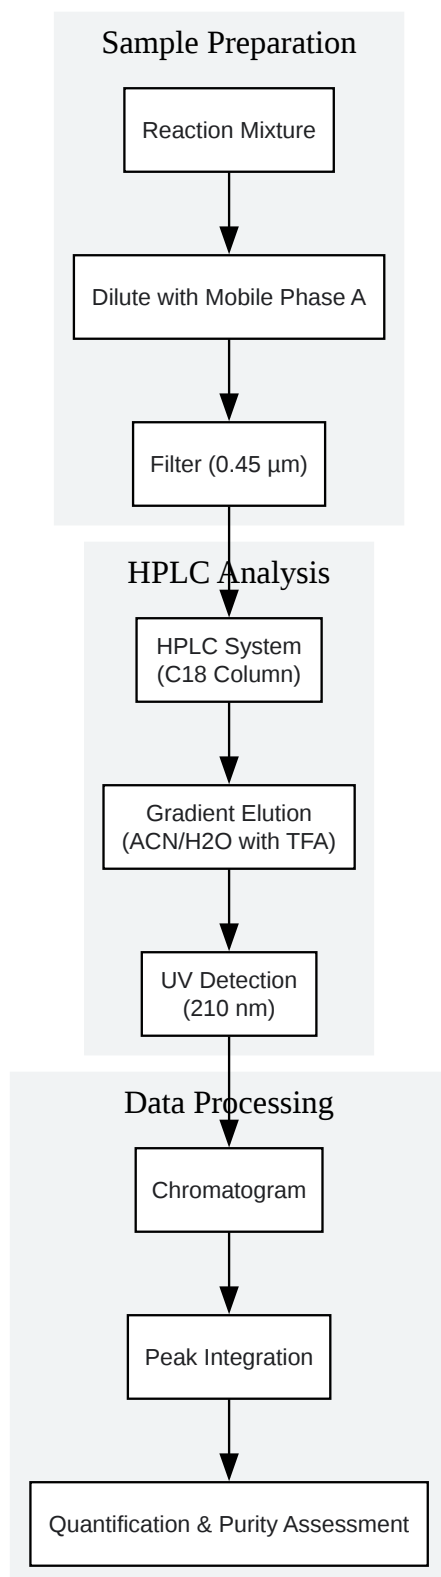 Sample Preparation
Reaction Mixture
Dilute with Mobile Phase A
Filter (0.45 µm)
HPLC Analysis
HPLC System
(C18 Column)
Gradient Elution
(ACN/H2O with TFA)
UV Detection
(210 nm)
Data Processing
Chromatogram
Peak Integration
Quantification & Purity Assessment